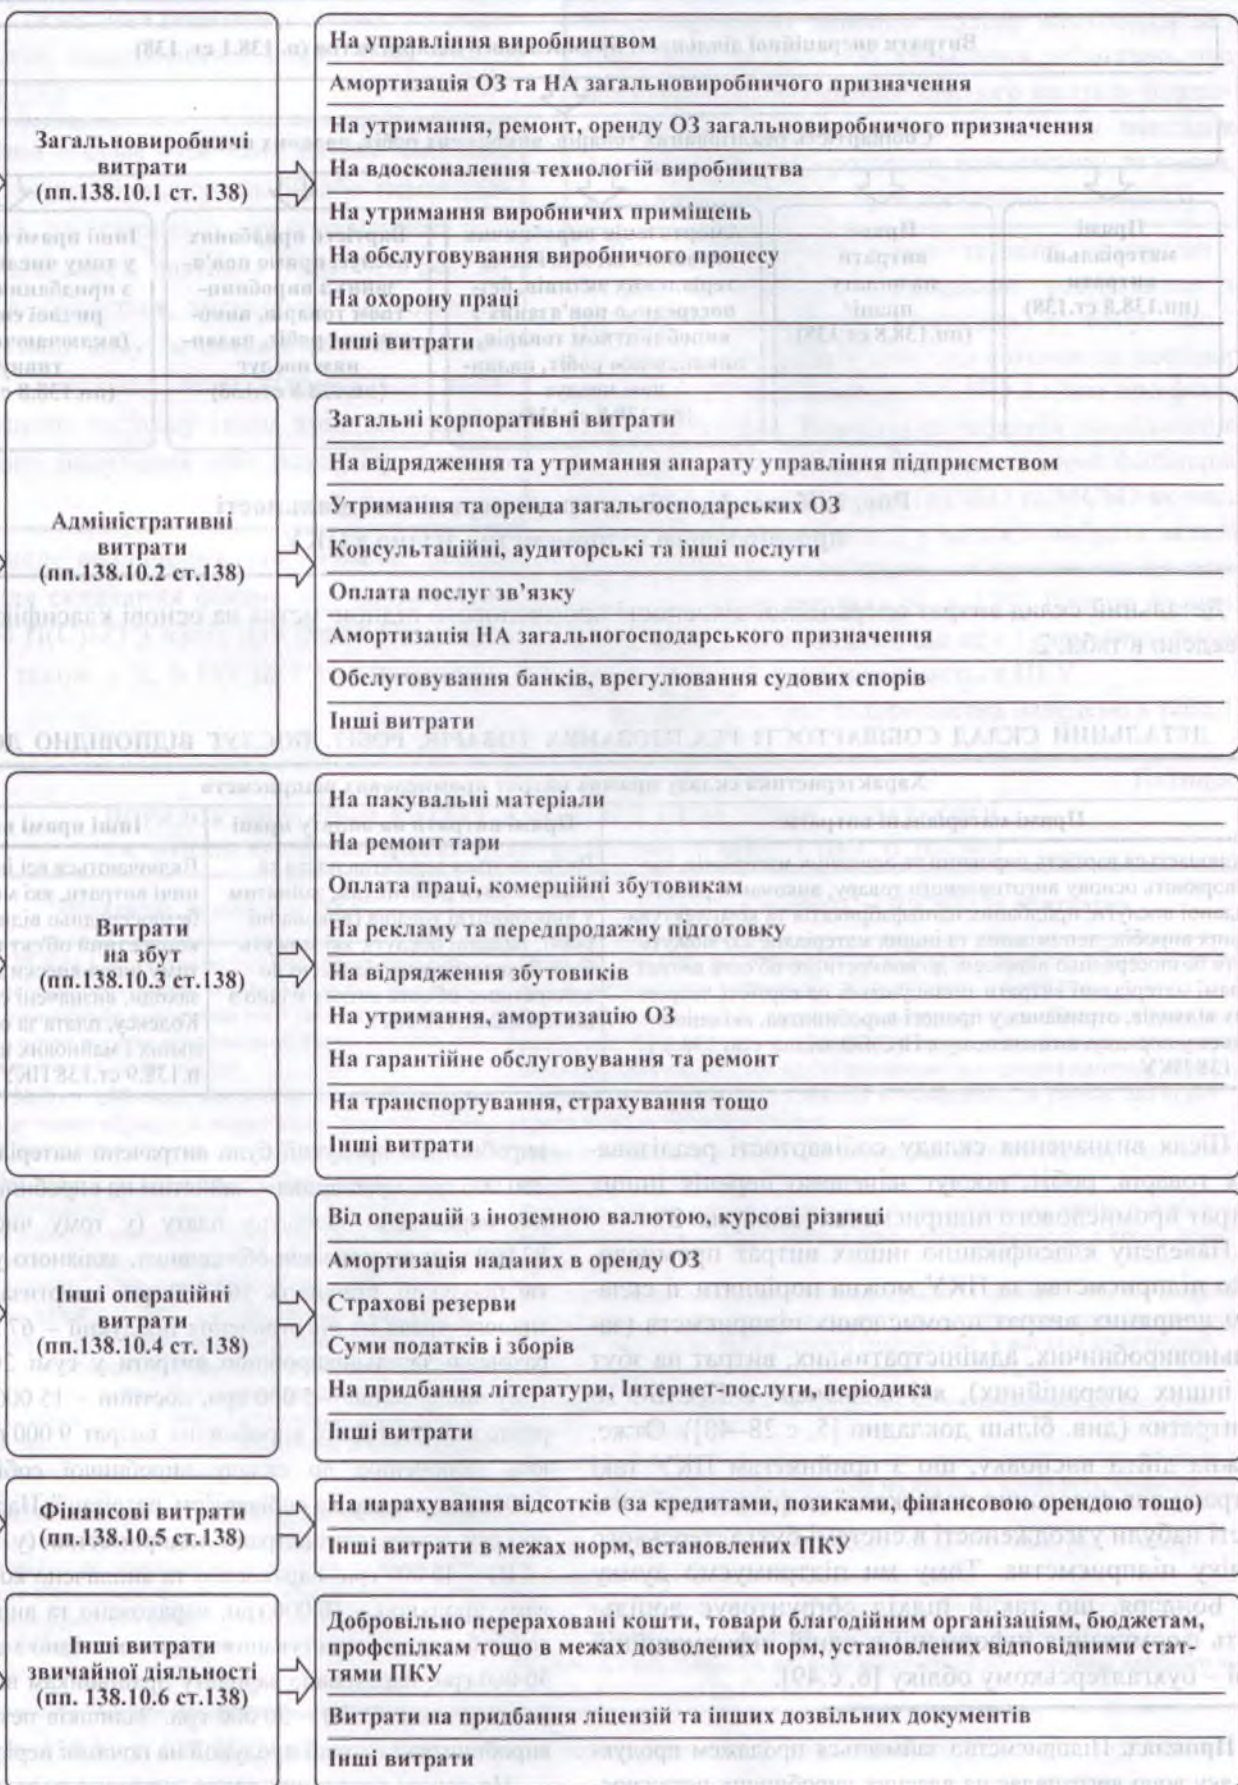 Загальновиробничі
витрати
(пп.138.10.1 ст. 138)
На управління виробництвом
Амортизація ОЗ та НА загальновиробничого призначення
На утримання, ремонт, оренду ОЗ загальновиробничого призначення
На вдосконалення технологій виробництва
На утримання виробничих приміщень
На обслуговування виробничого процесу
На охорону праці
Інші витрати
Адміністративні
витрати
(пп.138.10.2 ст.138)
Загальні корпоративні витрати
На відрядження та утримання апарату управління підприємством
Утримання та оренда загальгосподарських ОЗ
Консультаційні, аудиторські та інші послуги
Оплата послуг зв’язку
Амортизація НА загальногосподарського призначення
Обслуговування банків, врегулювання судових спорів
Інші витрати
Витрати
на збут
(пп.138.10.3 ст.138)
На пакувальні матеріали
На ремонт тари
Оплата праці, комерційні збутовикам
На рекламу та передпродажну підготовку
На відрядження збутовиків
На утримання, амортизацію ОЗ
На гарантійне обслуговування та ремонт
На транспортування, страхування тощо
Інші витрати
Інші операційні
витрати
(пп.138.10.4 ст. 138)
Від операцій з іноземною валютою, курсові різниці
Амортизація наданих в оренду ОЗ
Страхові резерви
Суми податків і зборів
На придбання літератури, Інтернет-послуги, періодика
Інші витрати
Фінансові витрати
(пп.138.10.5 ст.138)
На нарахування відсотків (за кредитами, позиками, фінансовою орендою тощо)
Інші витрати в межах норм, встановлених ПКУ
Інші витрати
звичайної діяльності
(пп. 138.10.6 ст.138)
Добровільно перераховані кошти, товари благодійним організаціям, бюджетам,
профспілкам тощо в межах дозволених норм, установлених відповідними стат-
тями ПКУ
Витрати на придбання ліцензій та інших дозвільних документів
Інші витрати